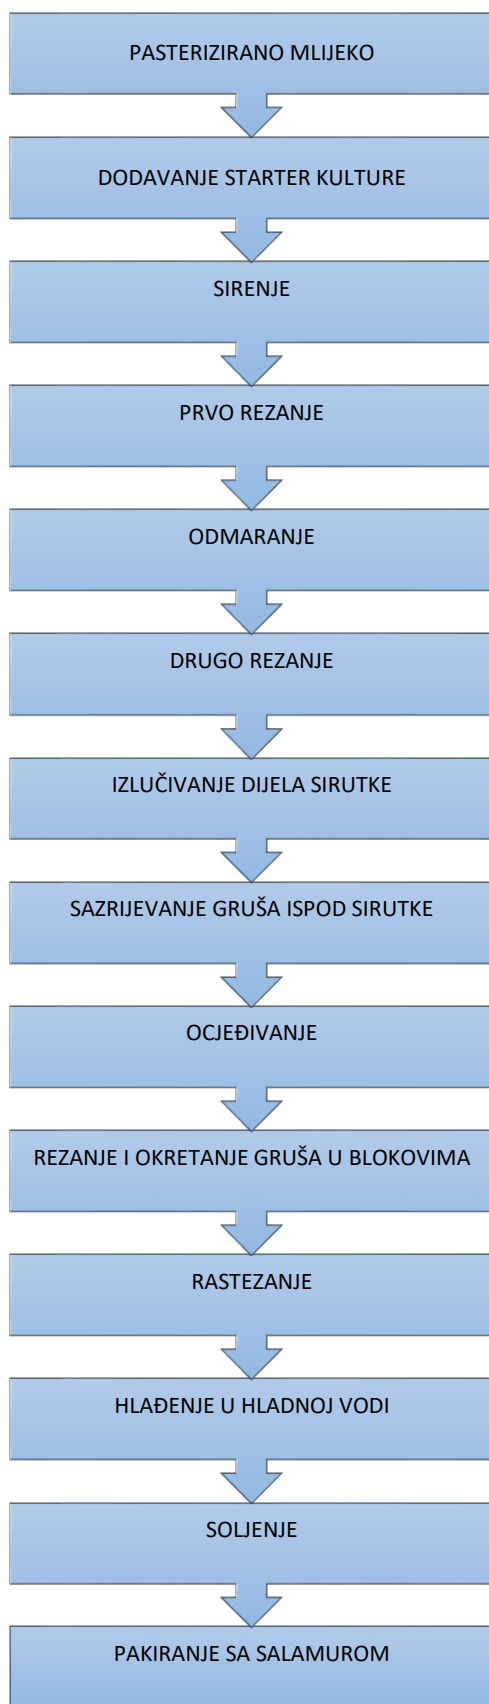 PASTERIZIRANO MLIJEKO
DODAVANJE STARTER KULTURE
SIRENJE
PRVO REZANJE
ODMARANJE
DRUGO REZANJE
IZLUČIVANJE DIJELA SIRUTKE
SAZRIJEVANJE GRUŠA ISPOD SIRUTKE
OCJEĐIVANJE
REZANJE I OKRETANJE GRUŠA U BLOKOVIMA
RASTEZANJE
HLAĐENJE U HLADNOJ VODI
SOLJENJE
PAKIRANJE SA SALAMUROM